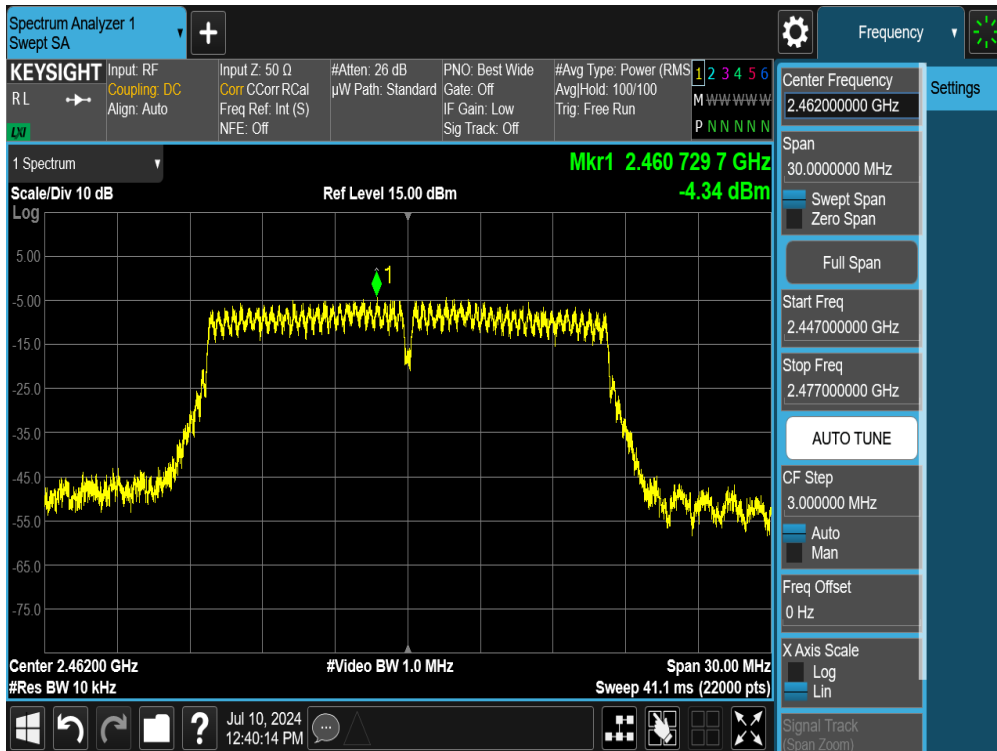 Spectrum Analyzer 1
Swept SA
+
Frequency
KEYSIGHT
RL
LXI
Input: RF
Coupling: DC
Align: Auto
Input Z: 50 Ω
Corr CCorr RCal
Freq Ref: Int (S)
NFE: Off
#Atten: 26 dB
µW Path: Standard
PNO: Best Wide
Gate: Off
IF Gain: Low
Sig Track: Off
#Avg Type: Power (RMS
Avg|Hold: 100/100
Trig: Free Run
1 2 3 4 5 6
M W W W W W
P N N N N N
1 Spectrum
Scale/Div 10 dB
Log
Ref Level 15.00 dBm
Mkr1 2.460 729 7 GHz
-4.34 dBm
1
5.00
-5.00
-15.0
-25.0
-35.0
-45.0
-55.0
-65.0
-75.0
Center 2.46200 GHz
#Res BW 10 kHz
#Video BW 1.0 MHz
Span 30.00 MHz
Sweep 41.1 ms (22000 pts)
Center Frequency
2.462000000 GHz
Settings
Span
30.0000000 MHz
Swept Span
Zero Span
Full Span
Start Freq
2.447000000 GHz
Stop Freq
2.477000000 GHz
AUTO TUNE
CF Step
3.000000 MHz
Auto
Man
Freq Offset
0 Hz
X Axis Scale
Log
Lin
Signal Track
(Span Zoom)
?
Jul 10, 2024
12:40:14 PM